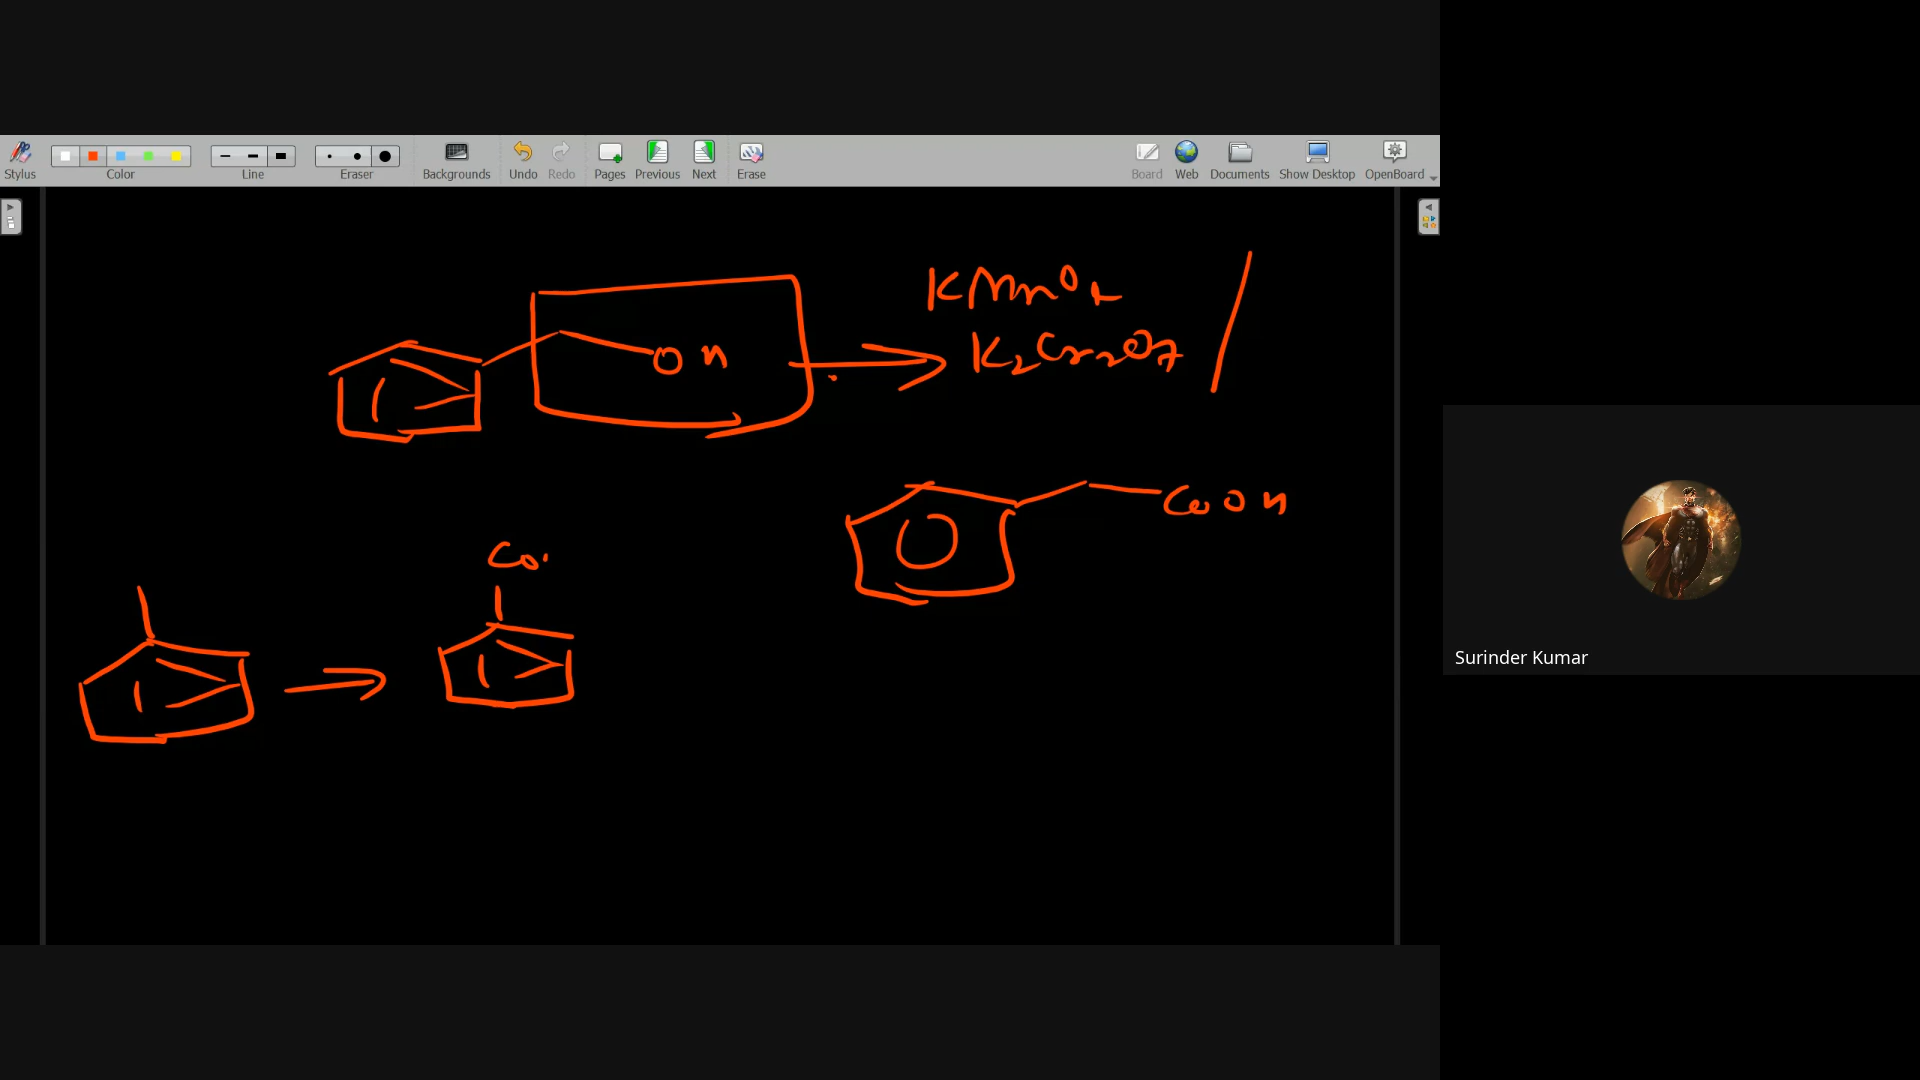 Stylus Color Line Eraser Backgrounds Undo Redo Pages Previous Next Erase Board Web Documents Show Desktop OpenBoard
KMnO4
K2Cr2O7
OH
COOH
Co
Surinder Kumar